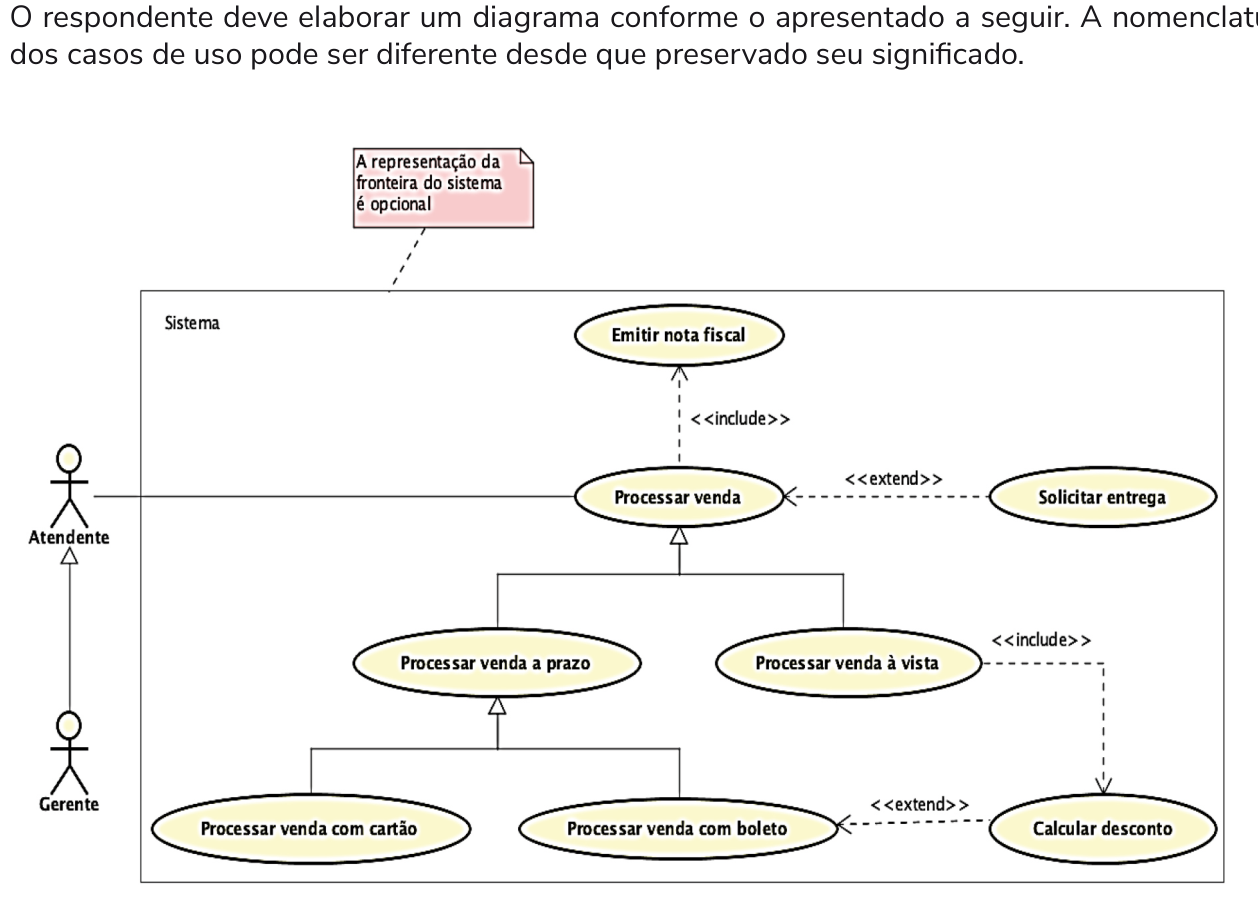 O respondente deve elaborar um diagrama conforme o apresentado a seguir. A
dos casos de uso pode ser diferente desde que preservado seu significado.
A representação da
fronteira do sistema
é opcional
Sistema
Emitir nota fiscal
<<include>>
Processar venda
<<extend>>
Solicitar entrega
Atendente
<<include>>
Processar venda a prazo
Processar venda à vista
Gerente
<<extend>>
Processar venda com cartão
Processar venda com boleto
Calcular desconto